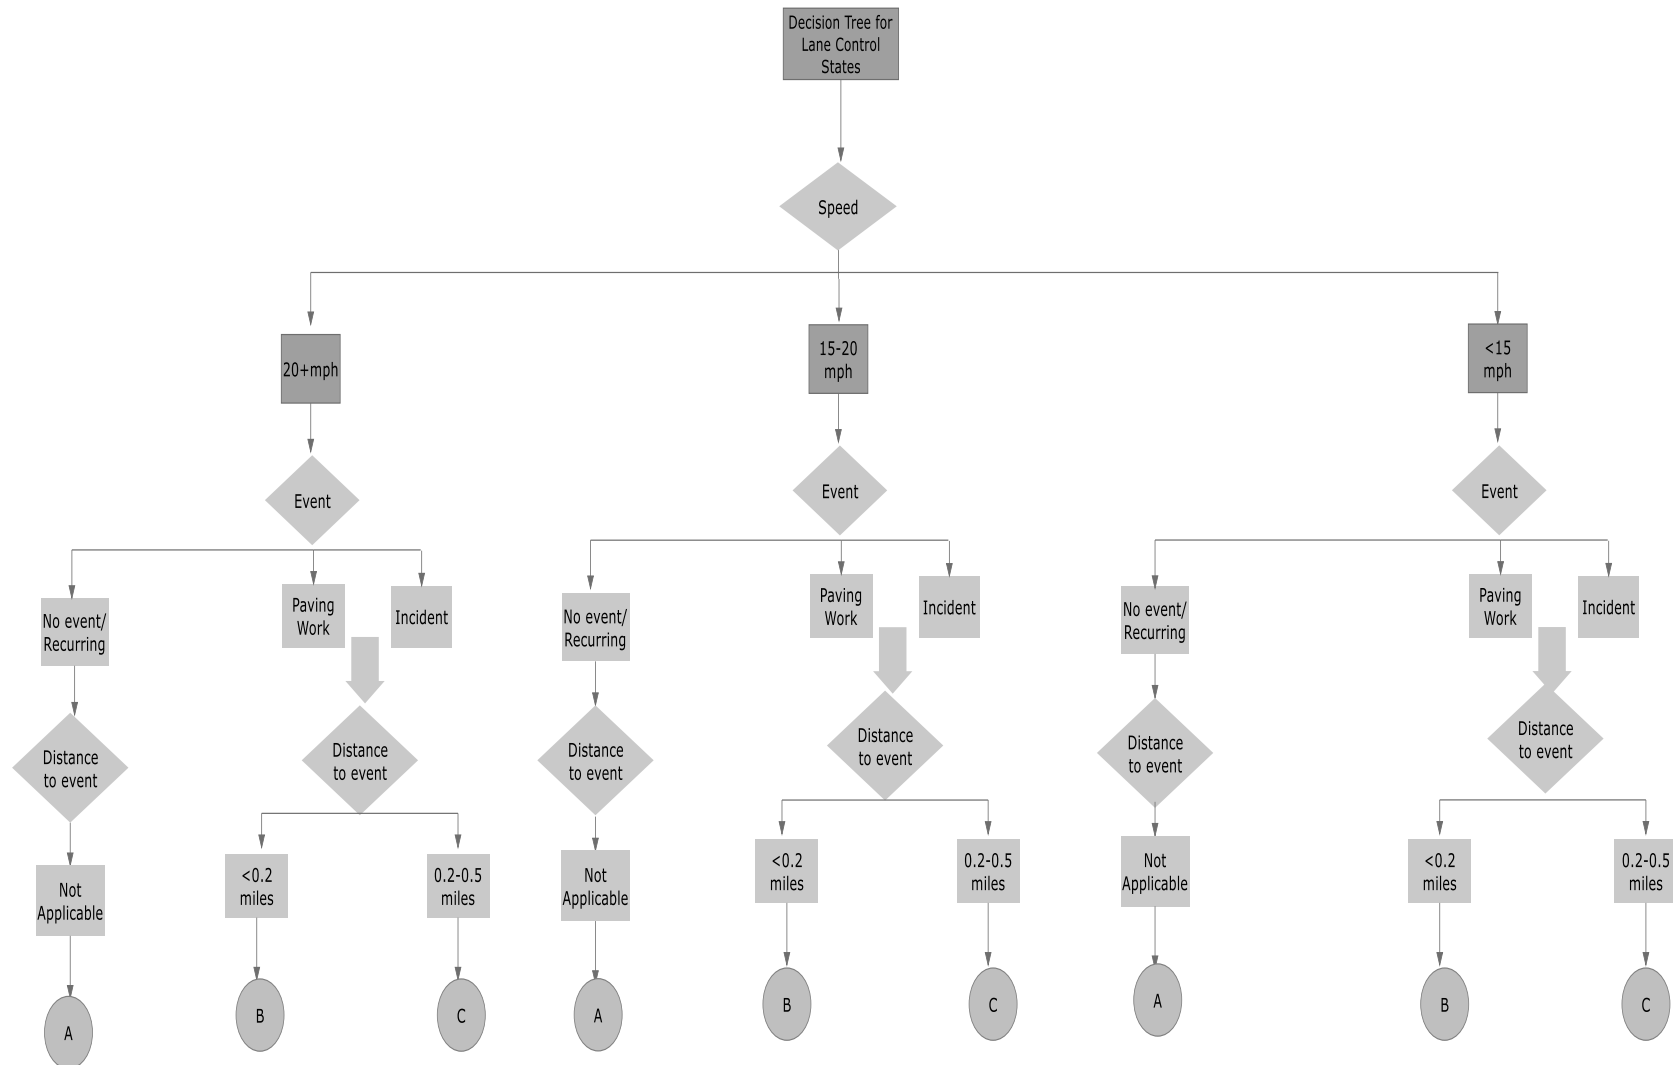 Decision Tree for
Lane Control
States
Speed
20+mph
15-20
mph
<15
mph
Event
Event
Event
No event/
Recurring
Paving
Work
Incident
No event/
Recurring
Paving
Work
Incident
No event/
Recurring
Paving
Work
Incident
Distance
to event
Distance
to event
Distance
to event
Distance
to event
Distance
to event
Distance
to event
Not
Applicable
<0.2
miles
0.2-0.5
miles
Not
Applicable
<0.2
miles
0.2-0.5
miles
Not
Applicable
<0.2
miles
0.2-0.5
miles
A
B
C
A
B
C
A
B
C